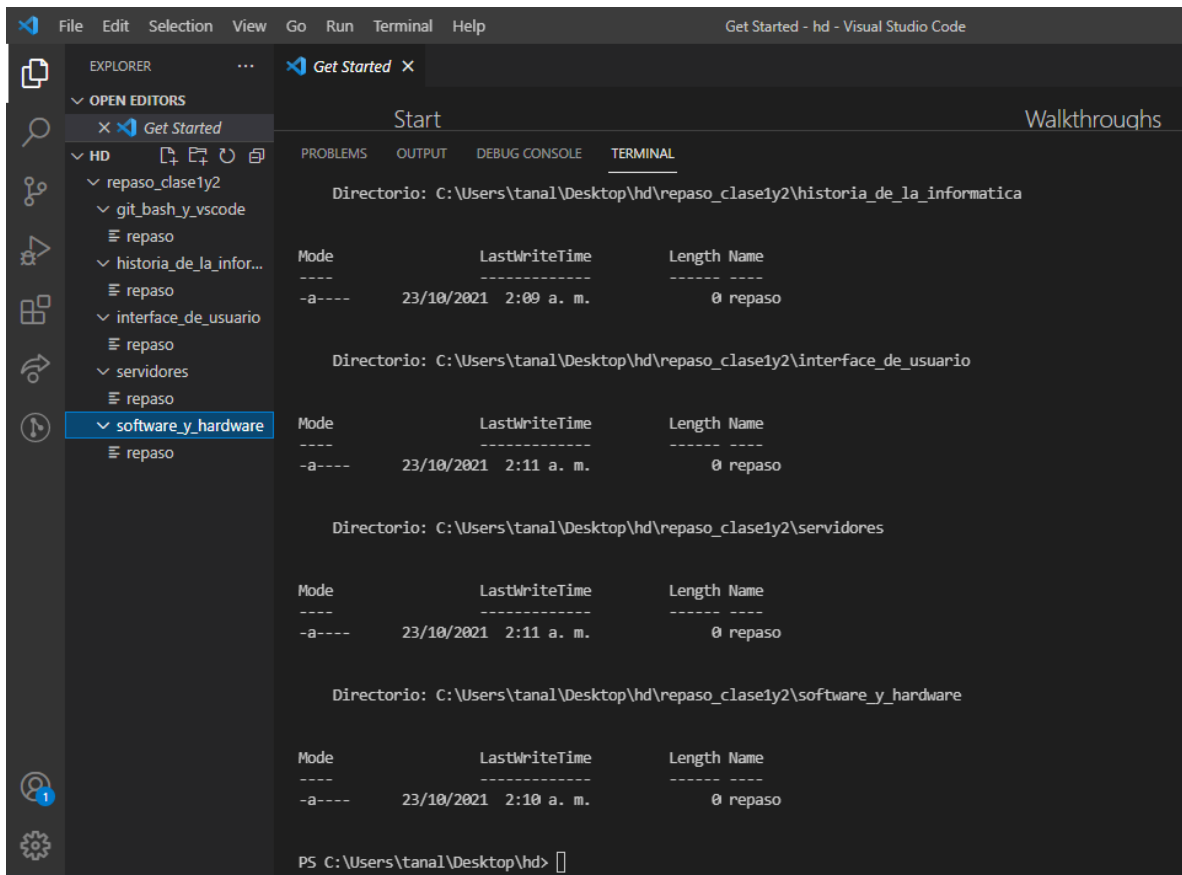 File Edit Selection View Go Run Terminal Help Get Started - hd - Visual Studio Code
EXPLORER ...
OPEN EDITORS
Get Started
HD
repaso_clase1y2
git_bash_y_vscode
repaso
historia_de_la_infor...
repaso
interface_de_usuario
repaso
servidores
repaso
software_y_hardware
repaso
1
Get Started
Start Walkthroughs
PROBLEMS OUTPUT DEBUG CONSOLE TERMINAL
Directorio: C:\Users\tanal\Desktop\hd\repaso_clase1y2\historia_de_la_informatica
Mode LastWriteTime Length Name
---- ------------- ------ ----
-a---- 23/10/2021 2:09 a. m. 0 repaso
Directorio: C:\Users\tanal\Desktop\hd\repaso_clase1y2\interface_de_usuario
Mode LastWriteTime Length Name
---- ------------- ------ ----
-a---- 23/10/2021 2:11 a. m. 0 repaso
Directorio: C:\Users\tanal\Desktop\hd\repaso_clase1y2\servidores
Mode LastWriteTime Length Name
---- ------------- ------ ----
-a---- 23/10/2021 2:11 a. m. 0 repaso
Directorio: C:\Users\tanal\Desktop\hd\repaso_clase1y2\software_y_hardware
Mode LastWriteTime Length Name
---- ------------- ------ ----
-a---- 23/10/2021 2:10 a. m. 0 repaso
PS C:\Users\tanal\Desktop\hd>